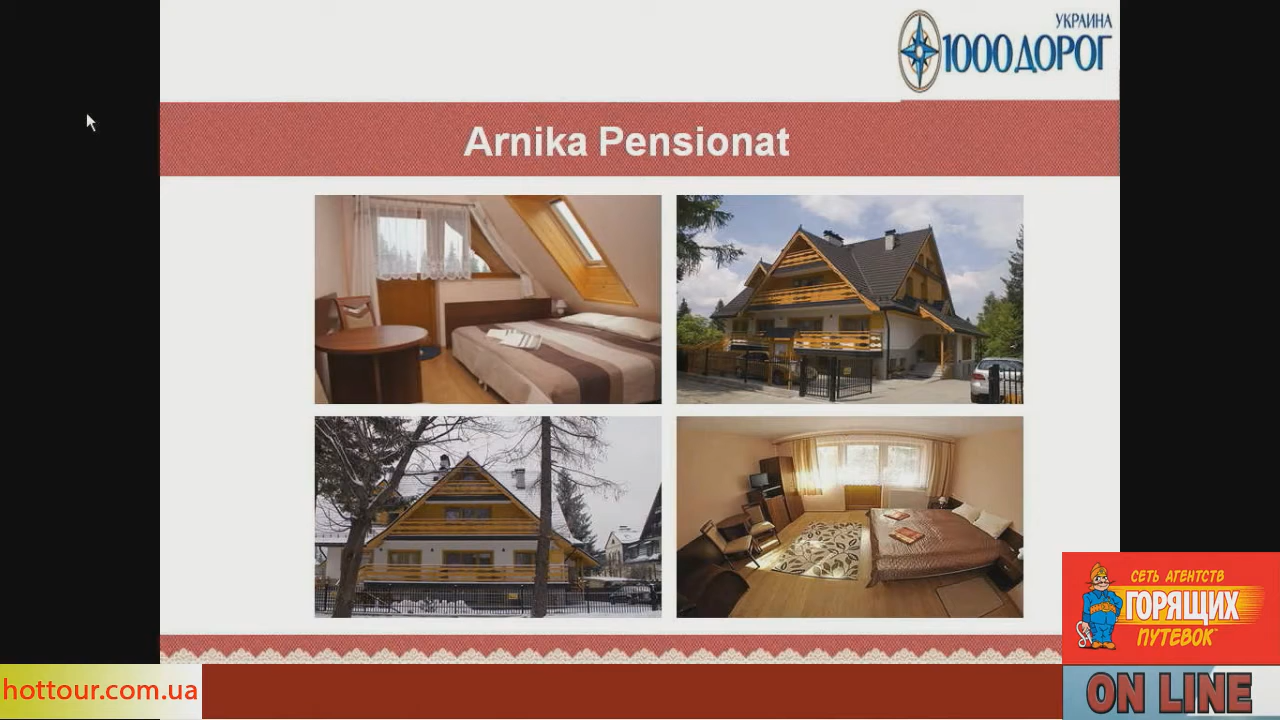 УКРАИНА
1000 ДОРОГ
Arnika Pensionat
СЕТЬ АГЕНТСТВ
ГОРЯЩИХ
ПУТЕВОК
hottour.com.ua
ON LINE